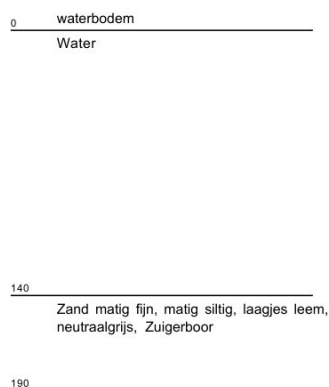 0 waterbodem
Water
140
Zand matig fijn, matig siltig, laagjes leem,
neutraalgrijs, Zuigerboor
190